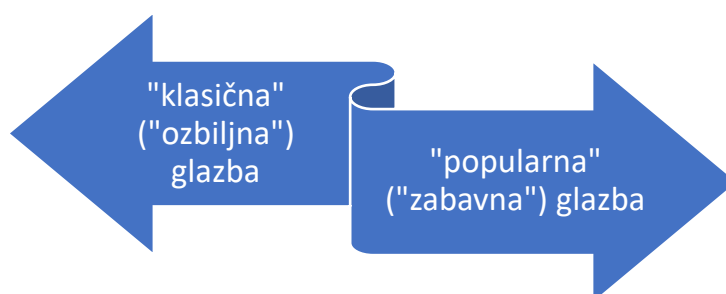 "klasična"
("ozbiljna")
glazba
"popularna"
("zabavna") glazba